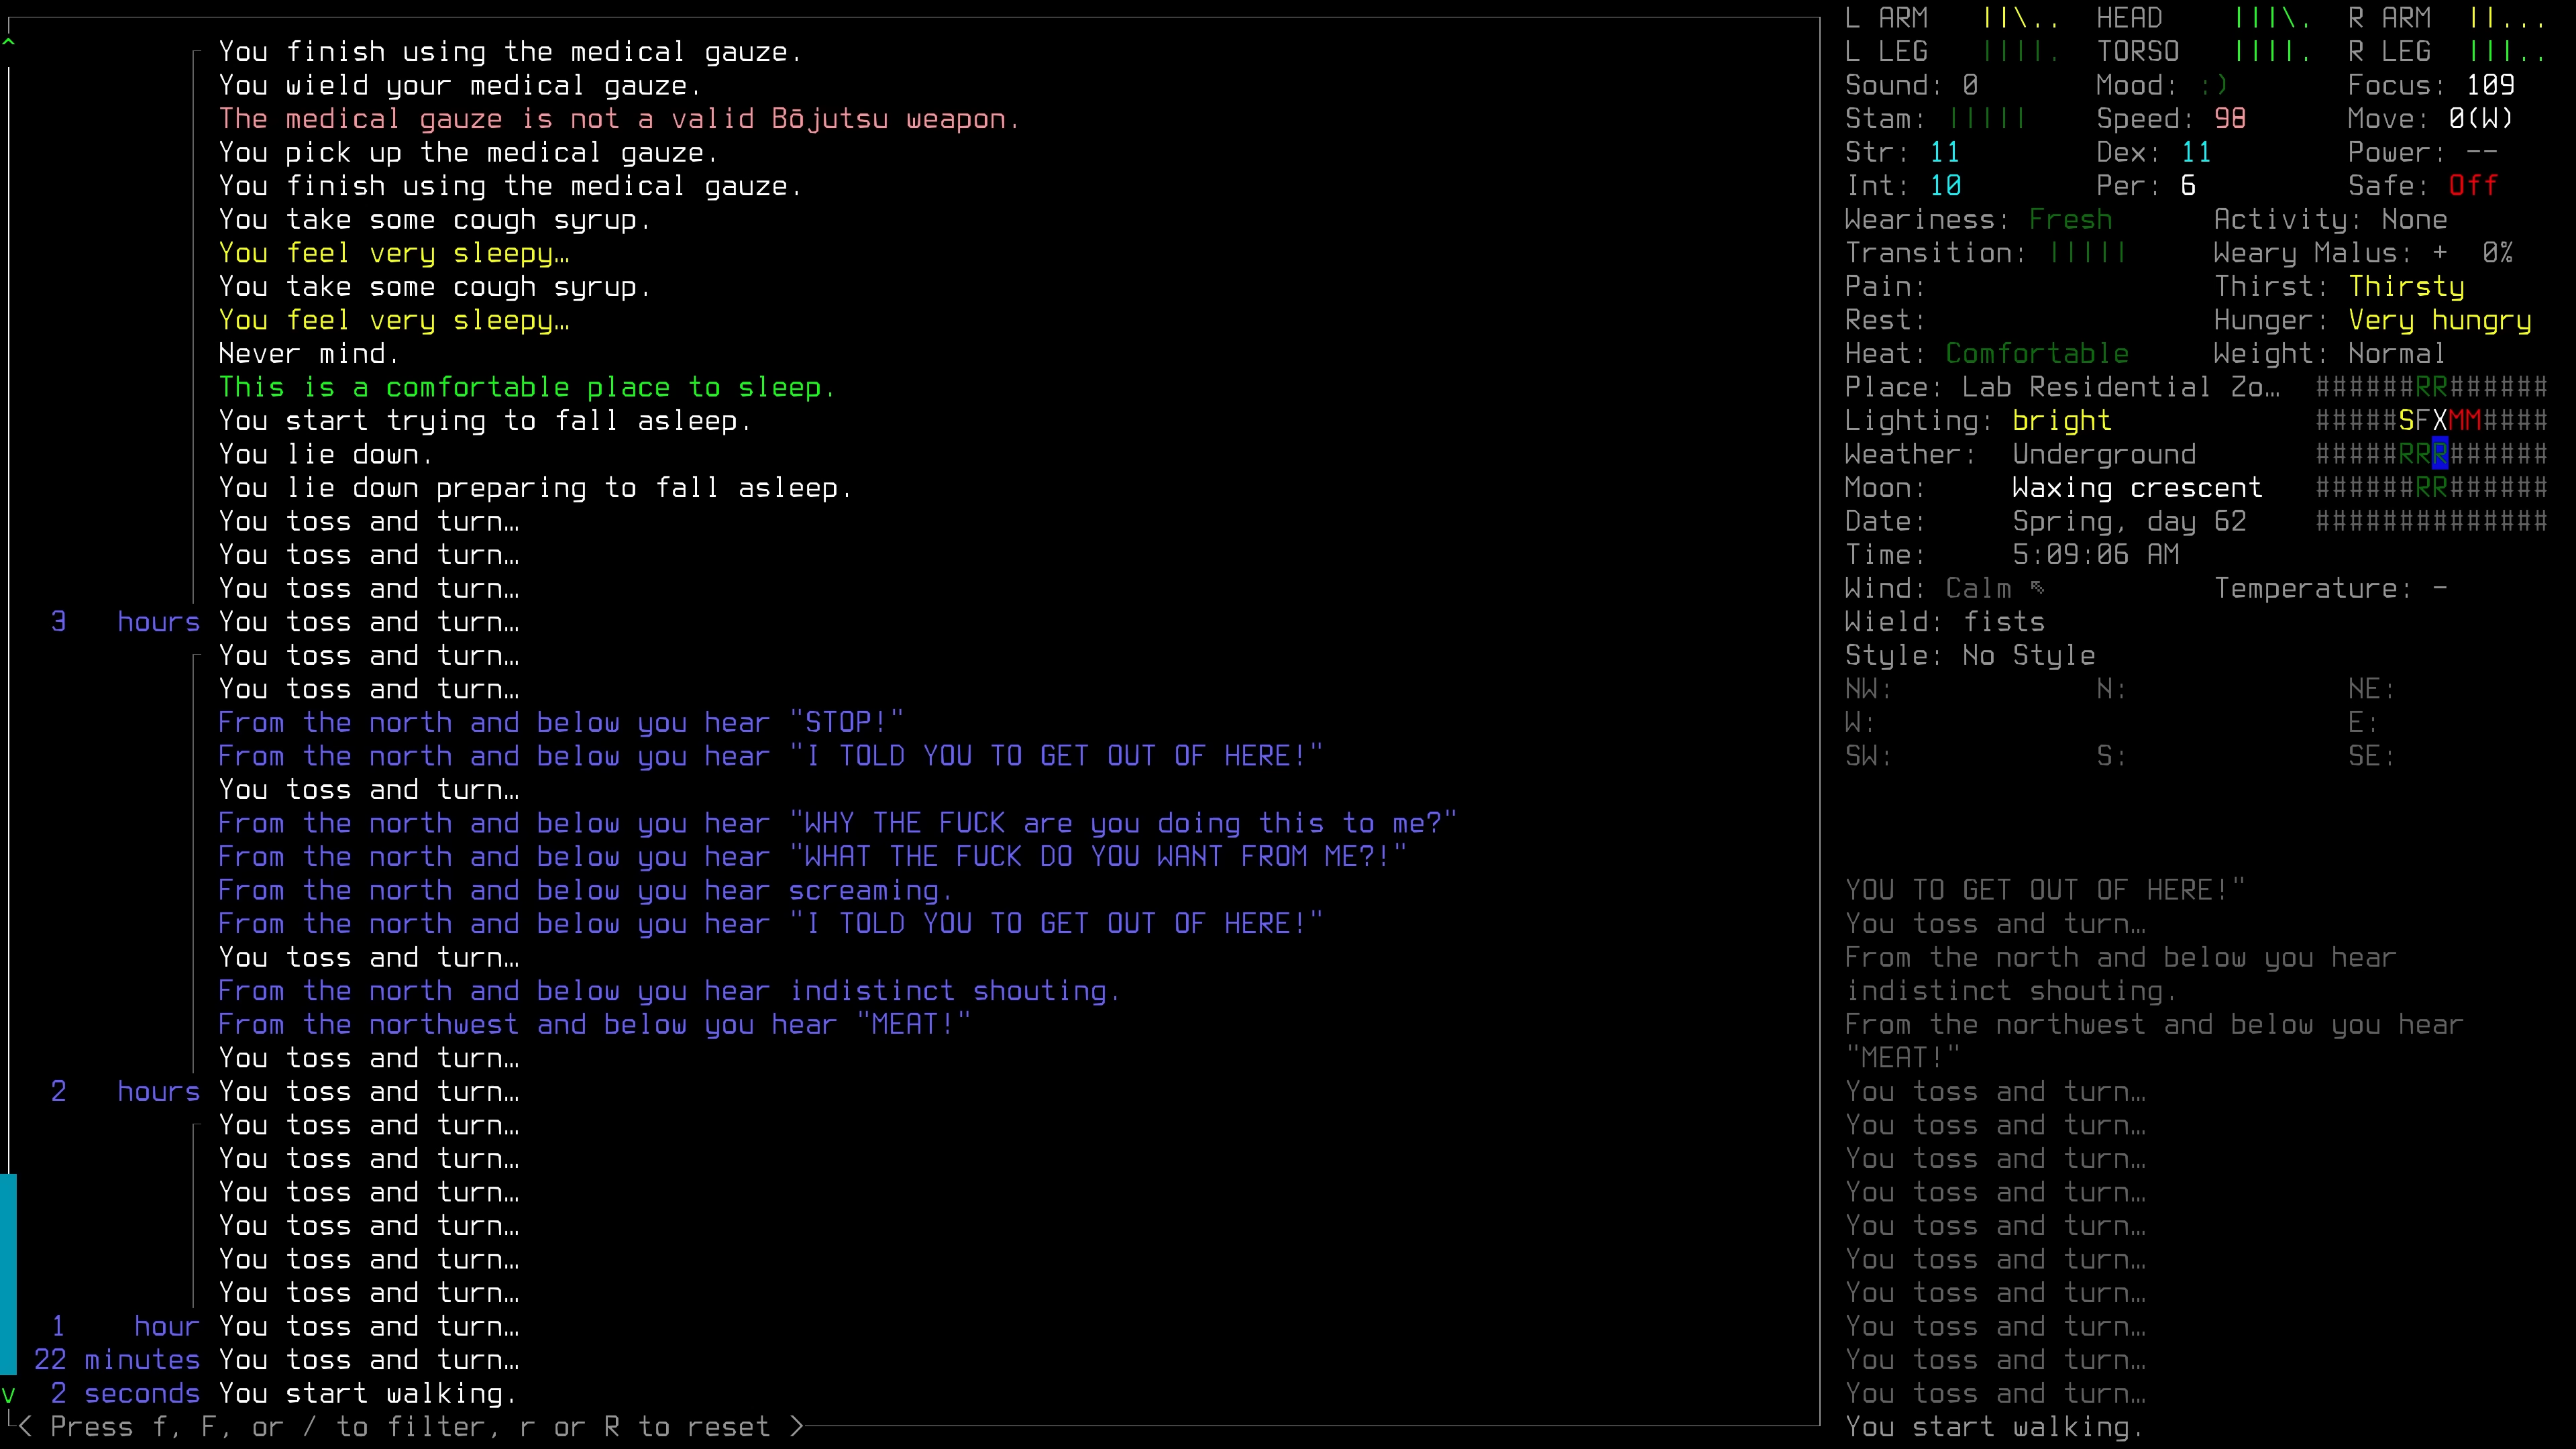 You finish using the medical gauze.
You wield your medical gauze.
The medical gauze is not a valid Bōjutsu weapon.
You pick up the medical gauze.
You finish using the medical gauze.
You take some cough syrup.
You feel very sleepy…
You take some cough syrup.
You feel very sleepy…
Never mind.
This is a comfortable place to sleep.
You start trying to fall asleep.
You lie down.
You lie down preparing to fall asleep.
You toss and turn…
You toss and turn…
You toss and turn…
3 hours You toss and turn…
You toss and turn…
You toss and turn…
From the north and below you hear "STOP!"
From the north and below you hear "I TOLD YOU TO GET OUT OF HERE!"
You toss and turn…
From the north and below you hear "WHY THE FUCK are you doing this to me?"
From the north and below you hear "WHAT THE FUCK DO YOU WANT FROM ME?!"
From the north and below you hear screaming.
From the north and below you hear "I TOLD YOU TO GET OUT OF HERE!"
You toss and turn…
From the north and below you hear indistinct shouting.
From the northwest and below you hear "MEAT!"
You toss and turn…
2 hours You toss and turn…
You toss and turn…
You toss and turn…
You toss and turn…
You toss and turn…
You toss and turn…
You toss and turn…
1 hour You toss and turn…
22 minutes You toss and turn…
2 seconds You start walking.
< Press f, F, or / to filter, r or R to reset >
L ARM ||\.. HEAD |||\. R ARM ||...
L LEG ||||. TORSO ||||. R LEG |||..
Sound: 0 Mood: :) Focus: 109
Stam: ||||| Speed: 98 Move: 0(W)
Str: 11 Dex: 11 Power: --
Int: 10 Per: 6 Safe: Off
Weariness: Fresh Activity: None
Transition: ||||| Weary Malus: + 0%
Pain: Thirst: Thirsty
Rest: Hunger: Very hungry
Heat: Comfortable Weight: Normal
Place: Lab Residential Zo… ######RR######
Lighting: bright #####SFXMM####
Weather: Underground #####RRR######
Moon: Waxing crescent ######RR######
Date: Spring, day 62 ##############
Time: 5:09:06 AM
Wind: Calm ⇖ Temperature: -
Wield: fists
Style: No Style
NW: N: NE:
W: E:
SW: S: SE:
YOU TO GET OUT OF HERE!"
You toss and turn…
From the north and below you hear
indistinct shouting.
From the northwest and below you hear
"MEAT!"
You toss and turn…
You toss and turn…
You toss and turn…
You toss and turn…
You toss and turn…
You toss and turn…
You toss and turn…
You toss and turn…
You toss and turn…
You toss and turn…
You start walking.